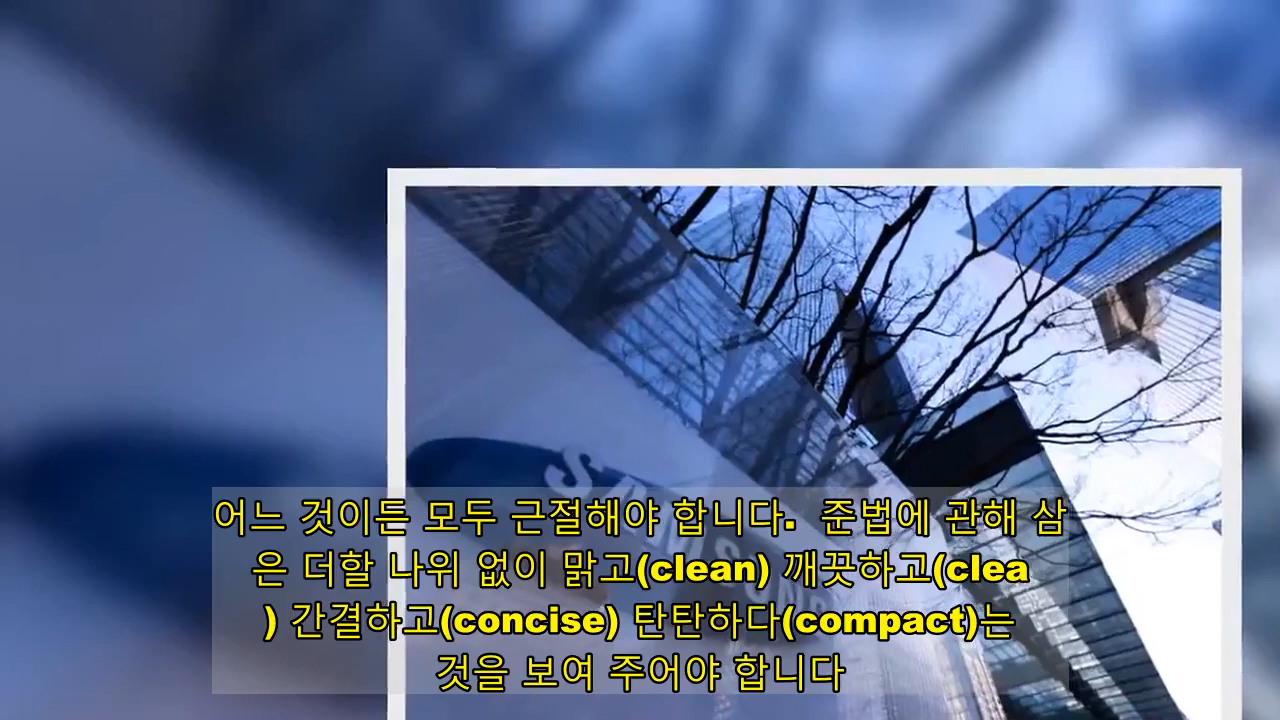 어느 것이든 모두 근절해야 합니다. 준법에 관해 삼
은 더할 나위 없이 맑고(clean) 깨끗하고(clea
) 간결하고(concise) 탄탄하다(compact)는
것을 보여 주어야 합니다